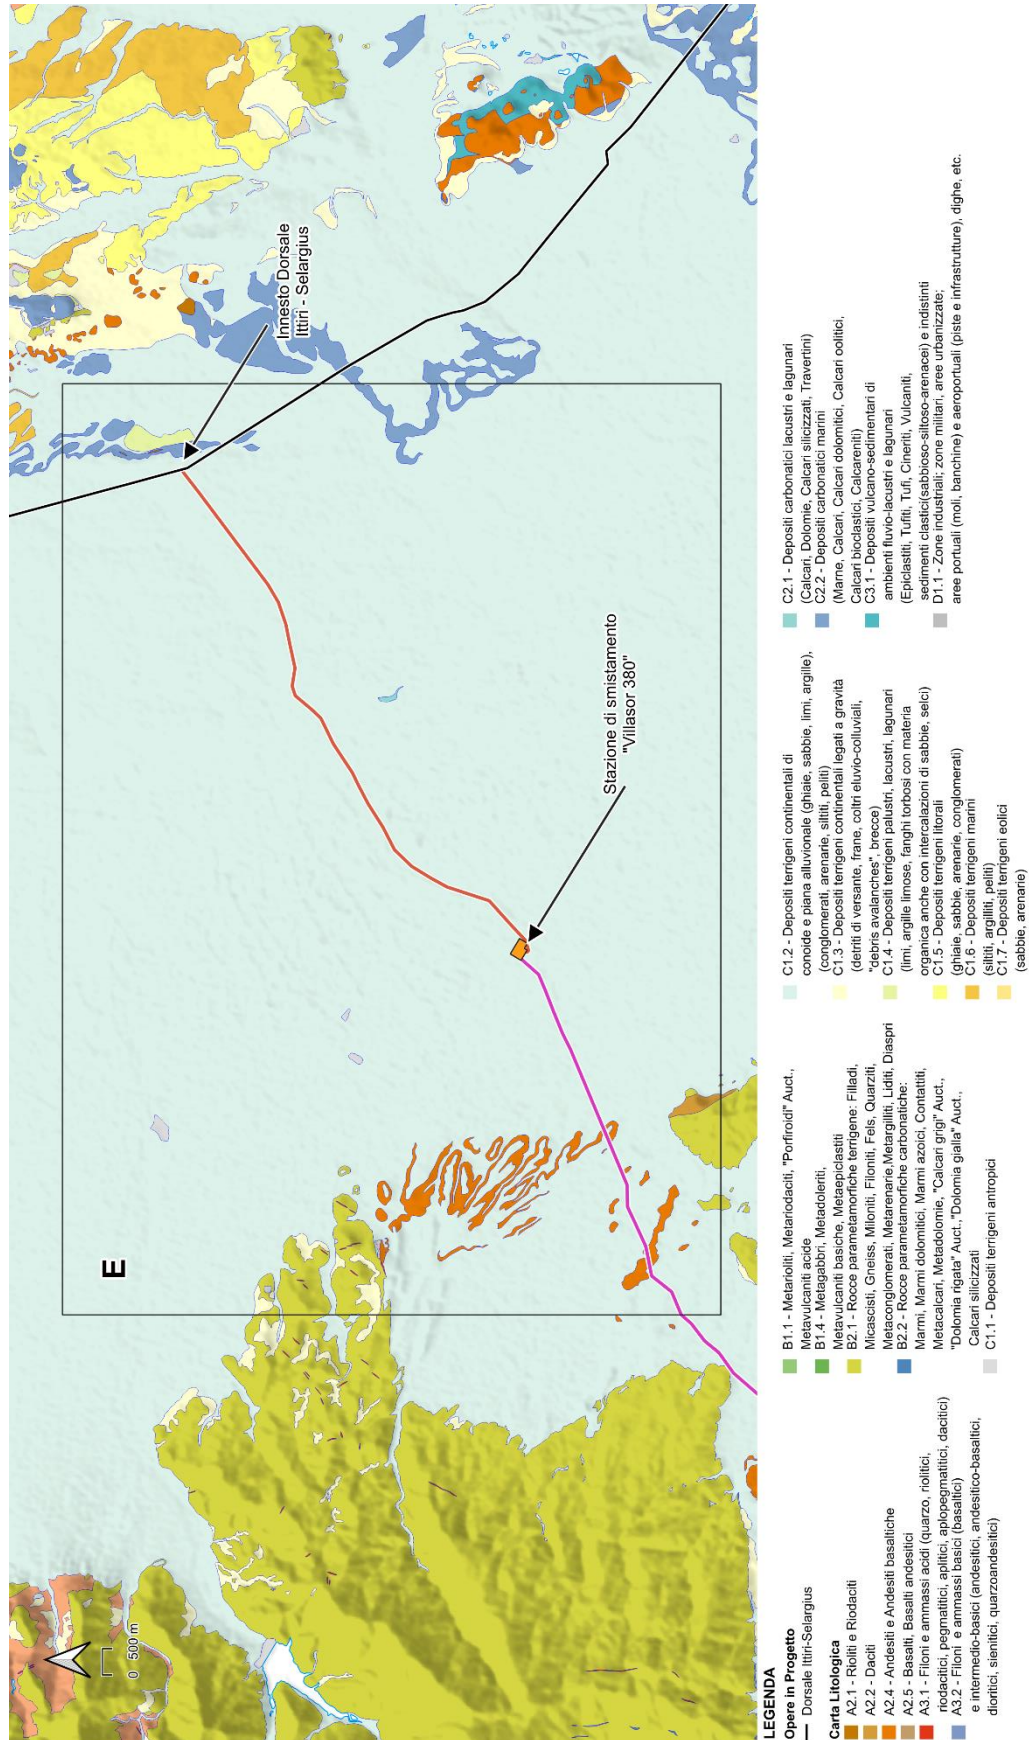 E
0 500 m
Innesto Dorsale
Ittiri - Selargius
Stazione di smistamento
"Villasor 380"
LEGENDA
Opere in Progetto
Dorsale Ittiri-Selargius
Carta Litologica
A2.1 - Rioliti e Riodaciti
A2.2 - Daciti
A2.4 - Andesiti e Andesiti basaltiche
A2.5 - Basalti, Basalti andesitici
A3.1 - Filoni e ammassi acidi (quarzo, riolitici,
riodacitici, pegmatitici, aplitici, aplopegmatitici, dacitici)
A3.2 - Filoni e ammassi basici (basaltici)
e intermedio-basici (andesitici, andesitico-basaltici,
dioritici, sienitici, quarzoandesitici)
B1.1 - Metarioliti, Metariodaciti, "Porfiroidi" Auct.,
Metavulcaniti acide
B1.4 - Metagabbri, Metadoleriti,
Metavulcaniti basiche, Metaepiclastiti
B2.1 - Rocce parametamorfiche terrigene: Filladi,
Micascisti, Gneiss, Miloniti, Filoniti, Fels, Quarziti,
Metaconglomerati, Metarenarie,Metargilliti, Liditi, Diaspri
B2.2 - Rocce parametamorfiche carbonatiche:
Marmi, Marmi dolomitici, Marmi azoici, Contattiti,
Metacalcari, Metadolomie, "Calcari grigi" Auct.,
"Dolomia rigata" Auct.,"Dolomia gialla" Auct.,
Calcari silicizzati
C1.1 - Depositi terrigeni antropici
C1.2 - Depositi terrigeni continentali di
conoide e piana alluvionale (ghiaie, sabbie, limi, argille),
(conglomerati, arenarie, siltiti, peliti)
C1.3 - Depositi terrigeni continentali legati a gravità
(detriti di versante, frane, coltri eluvio-colluviali,
"debris avalanches", brecce)
C1.4 - Depositi terrigeni palustri, lacustri, lagunari
(limi, argille limose, fanghi torbosi con materia
organica anche con intercalazioni di sabbie, selci)
C1.5 - Depositi terrigeni litorali
(ghiaie, sabbie, arenarie, conglomerati)
C1.6 - Depositi terrigeni marini
(siltiti, argilliti, peliti)
C1.7 - Depositi terrigeni eolici
(sabbie, arenarie)
C2.1 - Depositi carbonatici lacustri e lagunari
(Calcari, Dolomie, Calcari silicizzati, Travertini)
C2.2 - Depositi carbonatici marini
(Marne, Calcari, Calcari dolomitici, Calcari oolitici,
Calcari bioclastici, Calcareniti)
C3.1 - Depositi vulcano-sedimentari di
ambienti fluvio-lacustri e lagunari
(Epiclastiti, Tufiti, Tufi, Cineriti, Vulcaniti,
sedimenti clastici(sabbioso-siltoso-arenacei) e indistinti
D1.1 - Zone industriali; zone militari, aree urbanizzate;
aree portuali (moli, banchine) e aeroportuali (piste e infrastrutture), dighe, etc.